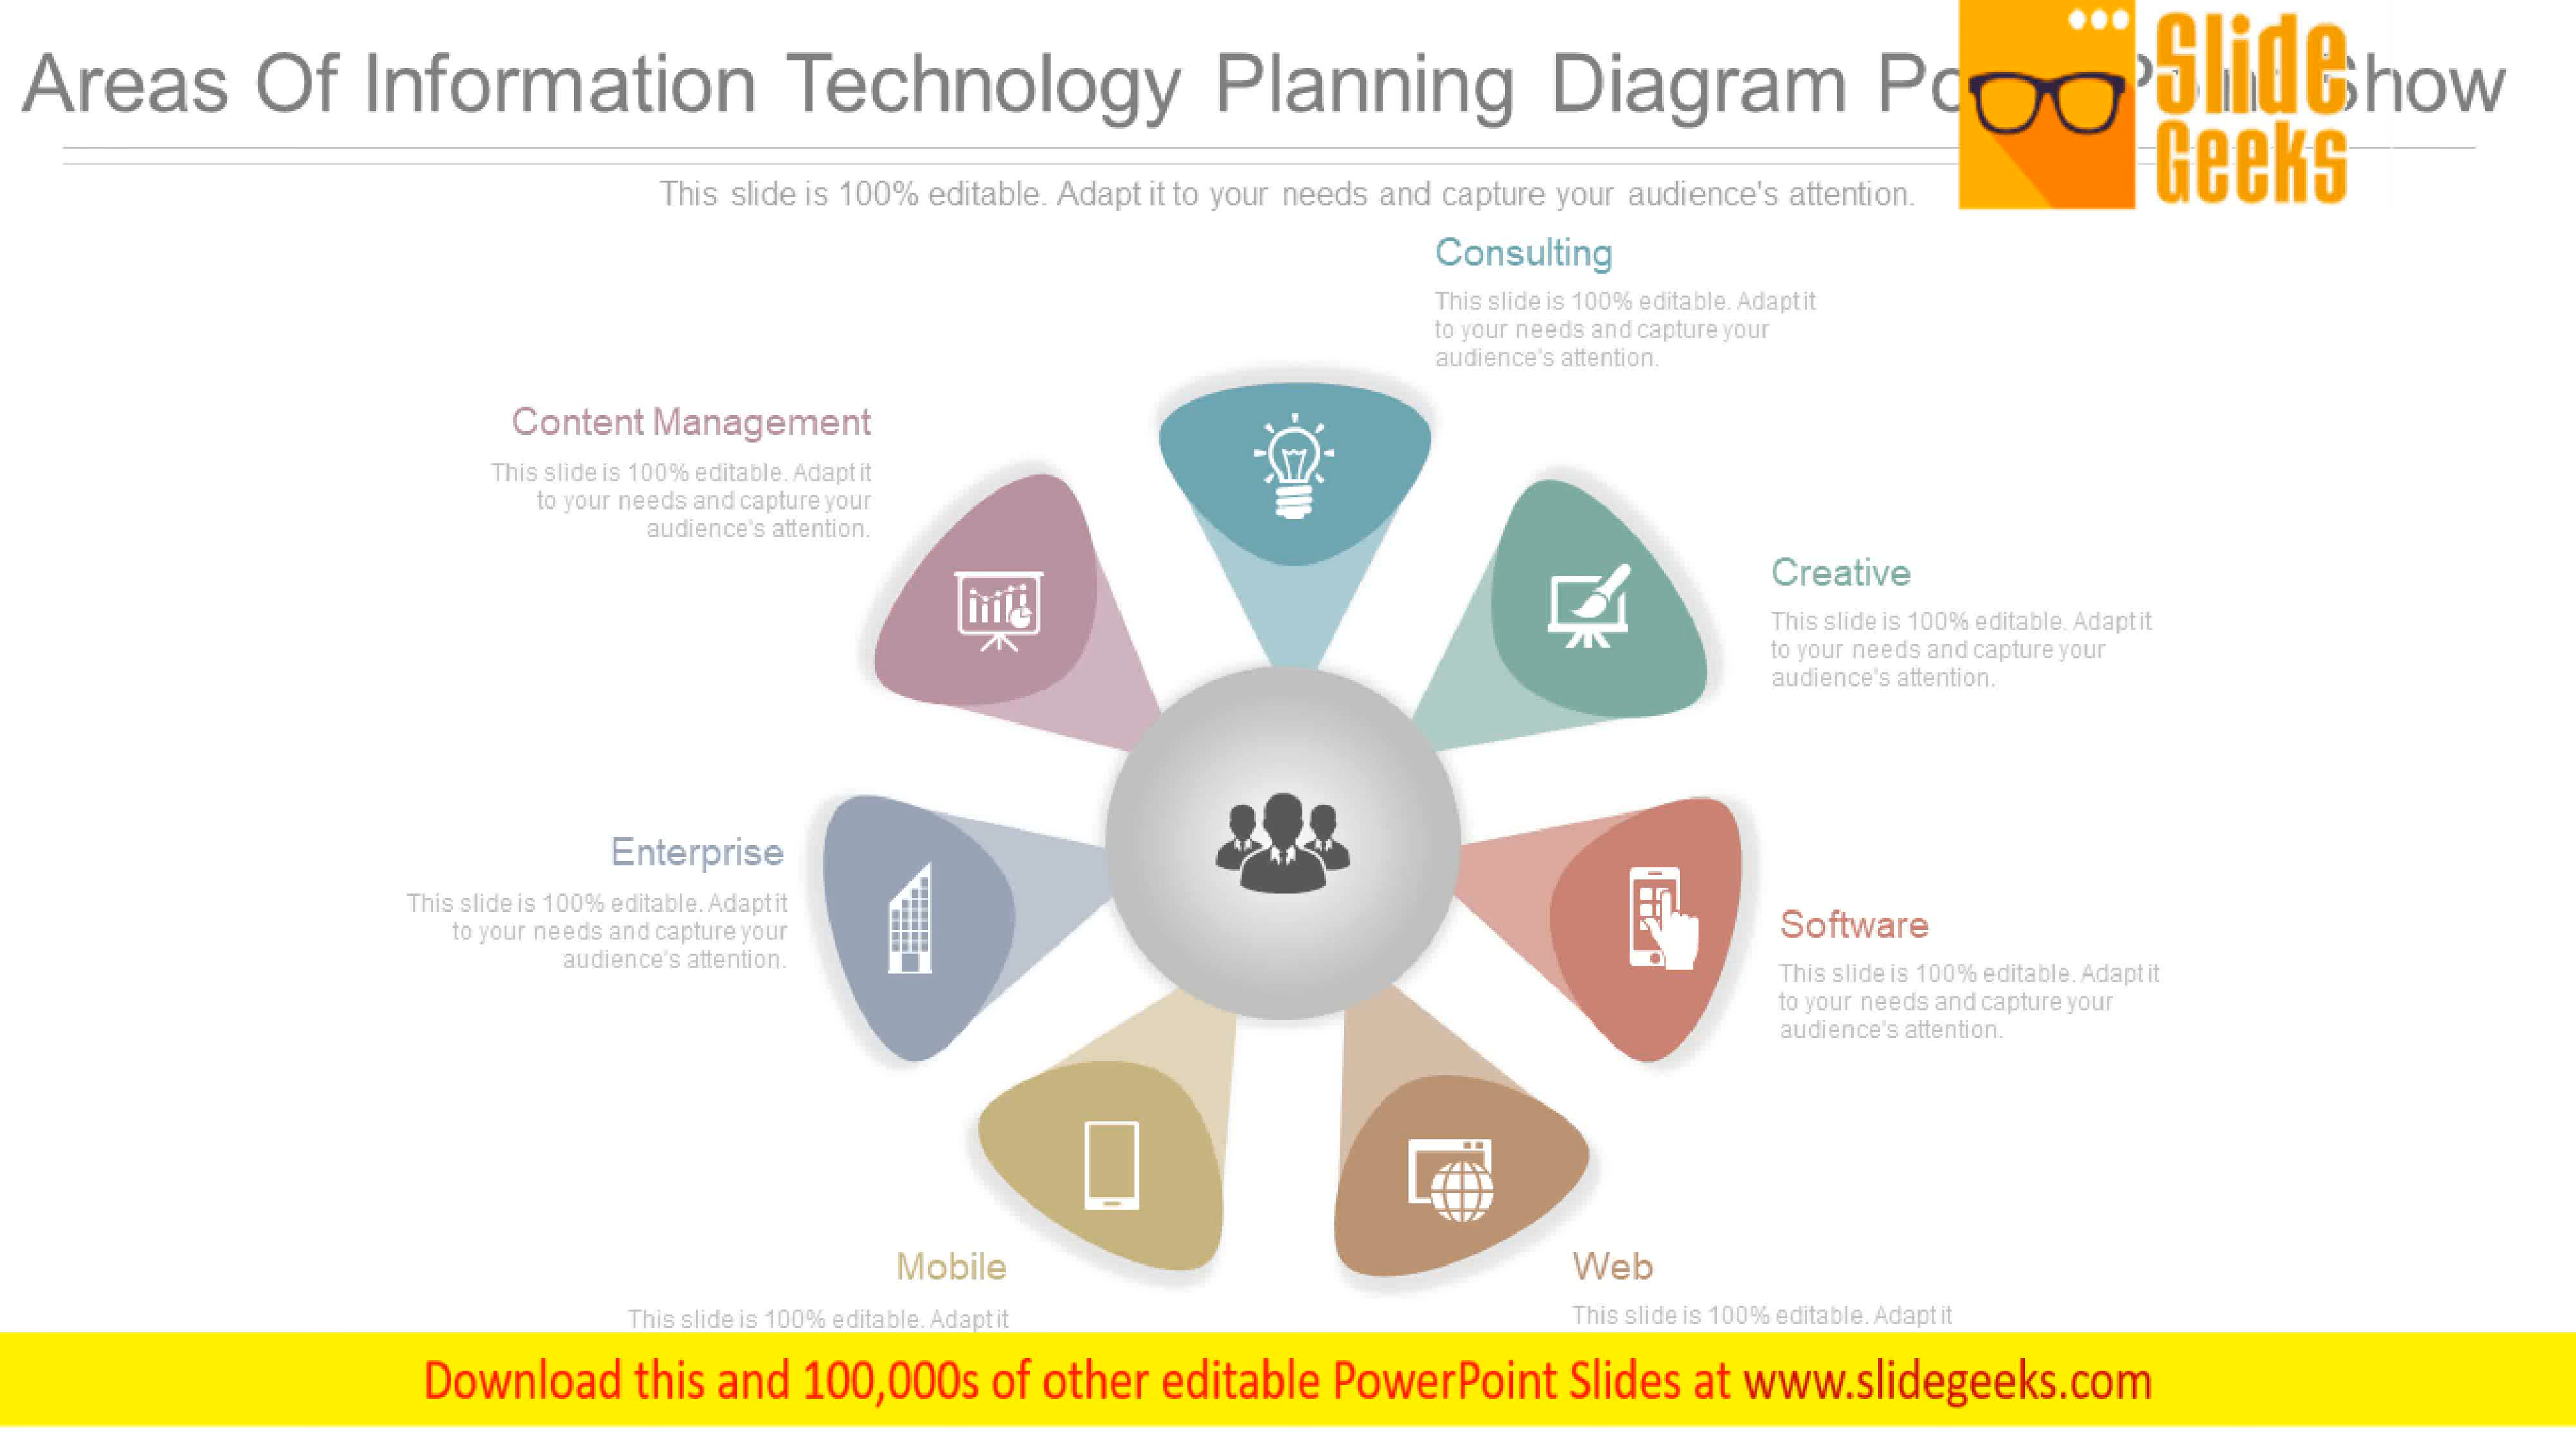 Areas Of Information Technology Planning Diagram Show
Slide
Geeks
This slide is 100% editable. Adapt it to your needs and capture your audience's attention.
Consulting
This slide is 100% editable. Adapt it
to your needs and capture your
audience's attention.
Content Management
This slide is 100% editable. Adapt it
to your needs and capture your
audience's attention.
Creative
This slide is 100% editable. Adapt it
to your needs and capture your
audience's attention.
Enterprise
This slide is 100% editable. Adapt it
to your needs and capture your
audience's attention.
Software
This slide is 100% editable. Adapt it
to your needs and capture your
audience's attention.
Mobile
This slide is 100% editable. Adapt it
Web
This slide is 100% editable. Adapt it
Download this and 100,000s of other editable PowerPoint Slides at www.slidegeeks.com